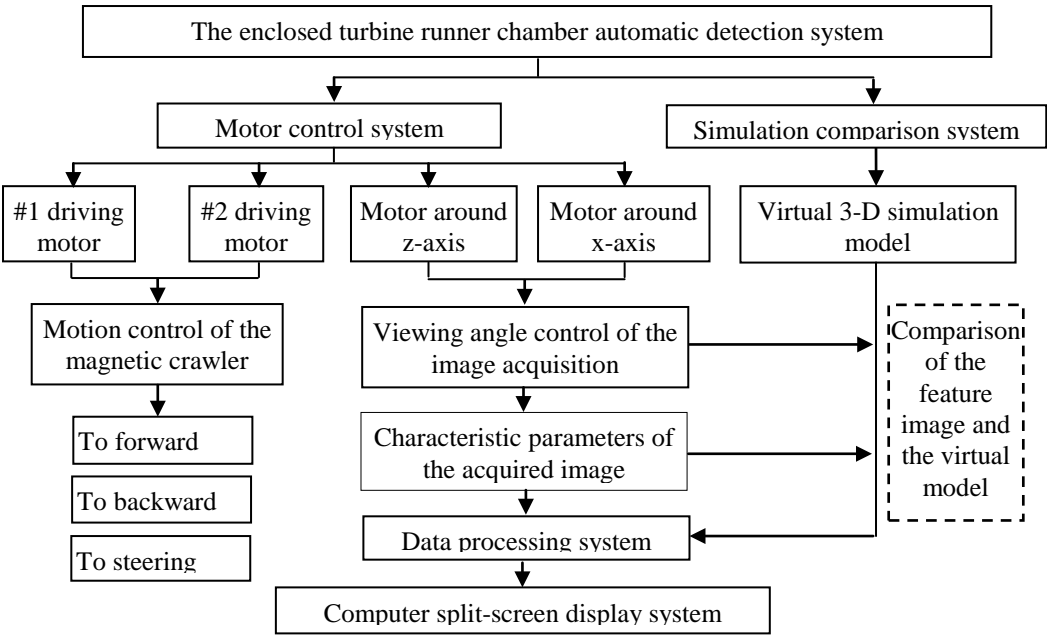 The enclosed turbine runner chamber automatic detection system
Motor control system
Simulation comparison system
#1 driving
motor
#2 driving
motor
Motor around
z-axis
Motor around
x-axis
Virtual 3-D simulation
model
Motion control of the
magnetic crawler
Viewing angle control of the
image acquisition
Comparison
of the
feature
image and
the virtual
model
To forward
Characteristic parameters of
the acquired image
To backward
Data processing system
To steering
Computer split-screen display system